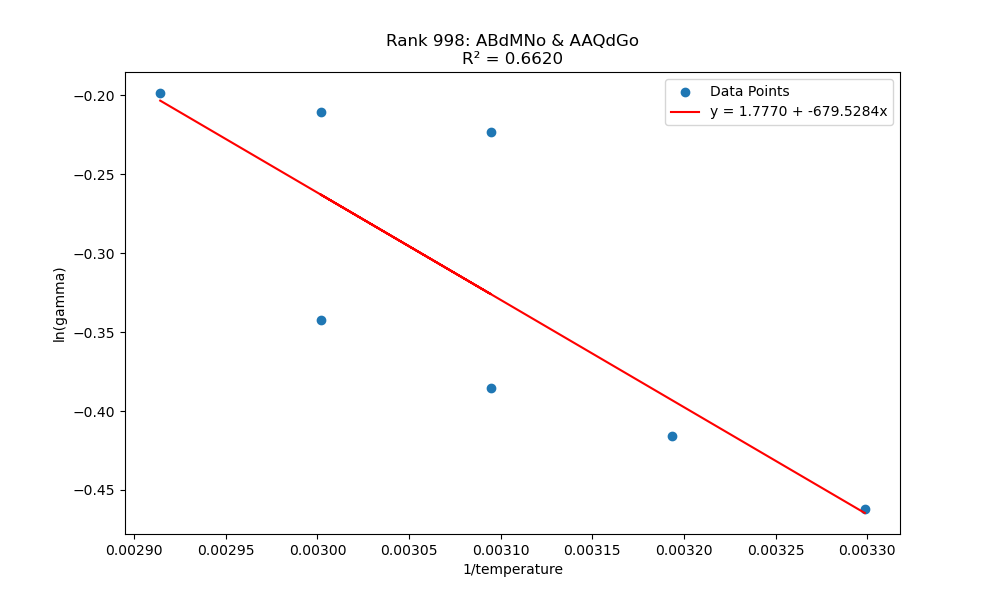 Rank 998: ABdMNo & AAQdGo
R² = 0.6620
Data Points
y = 1.7770 + -679.5284x
−0.20
−0.25
−0.30
−0.35
−0.40
−0.45
ln(gamma)
0.00290 0.00295 0.00300 0.00305 0.00310 0.00315 0.00320 0.00325 0.00330
1/temperature